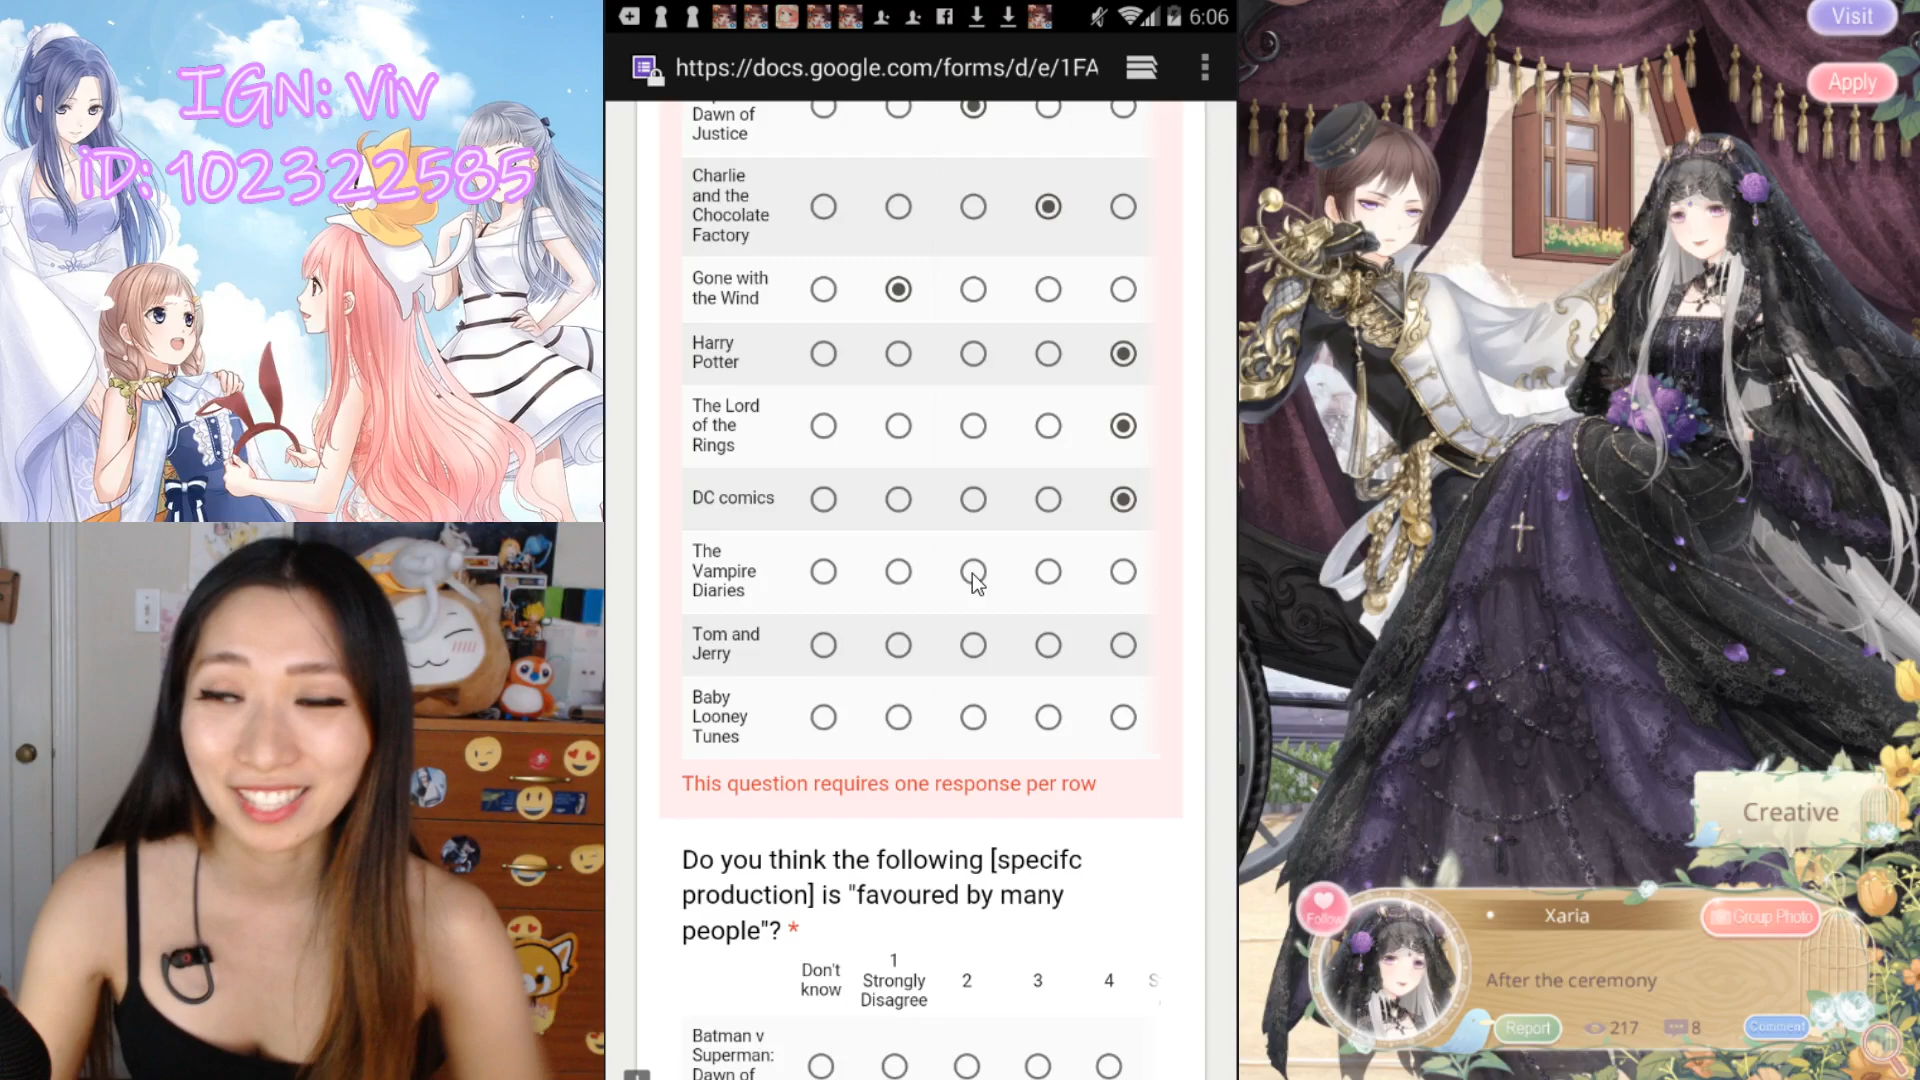 IGN: Viv
iD: 102322585
6:06
https://docs.google.com/forms/d/e/1FA
Dawn of
Justice
Charlie
and the
Chocolate
Factory
Gone with
the Wind
Harry
Potter
The Lord
of the
Rings
DC comics
The
Vampire
Diaries
Tom and
Jerry
Baby
Looney
Tunes
This question requires one response per row
Do you think the following [specifc
production] is "favoured by many
people"? *
Don't
know
1
Strongly
Disagree
2
3
4
S
Batman v
Superman:
Dawn of
Visit
Apply
Creative
Follow
Xaria
Group Photo
After the ceremony
Report
217
8
Comment